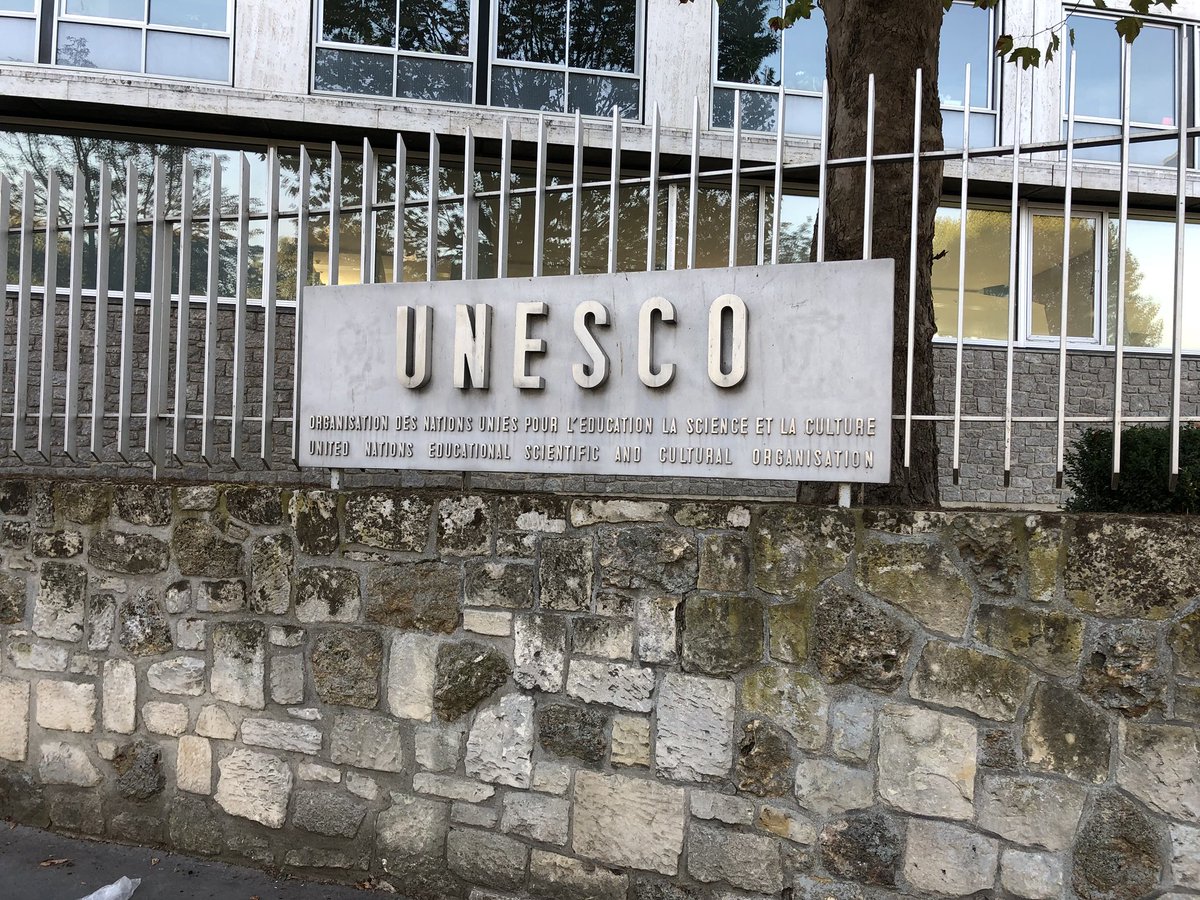 UNESCO
ORGANISATION DES NATIONS UNIES POUR L'EDUCATION LA SCIENCE ET LA CULTURE
UNITED NATIONS EDUCATIONAL SCIENTIFIC AND CULTURAL ORGANISATION